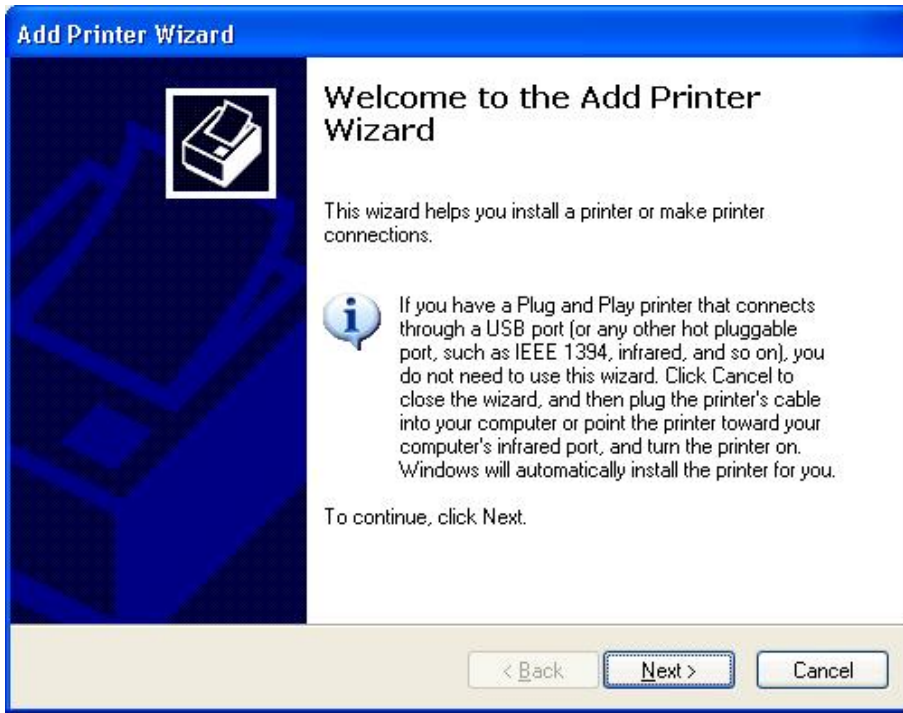 Add Printer Wizard
Welcome to the Add Printer
Wizard
This wizard helps you install a printer or make printer
connections.
If you have a Plug and Play printer that connects
through a USB port (or any other hot pluggable
port, such as IEEE 1394, infrared, and so on), you
do not need to use this wizard. Click Cancel to
close the wizard, and then plug the printer's cable
into your computer or point the printer toward your
computer's infrared port, and turn the printer on.
Windows will automatically install the printer for you.
To continue, click Next.
< Back Next > Cancel